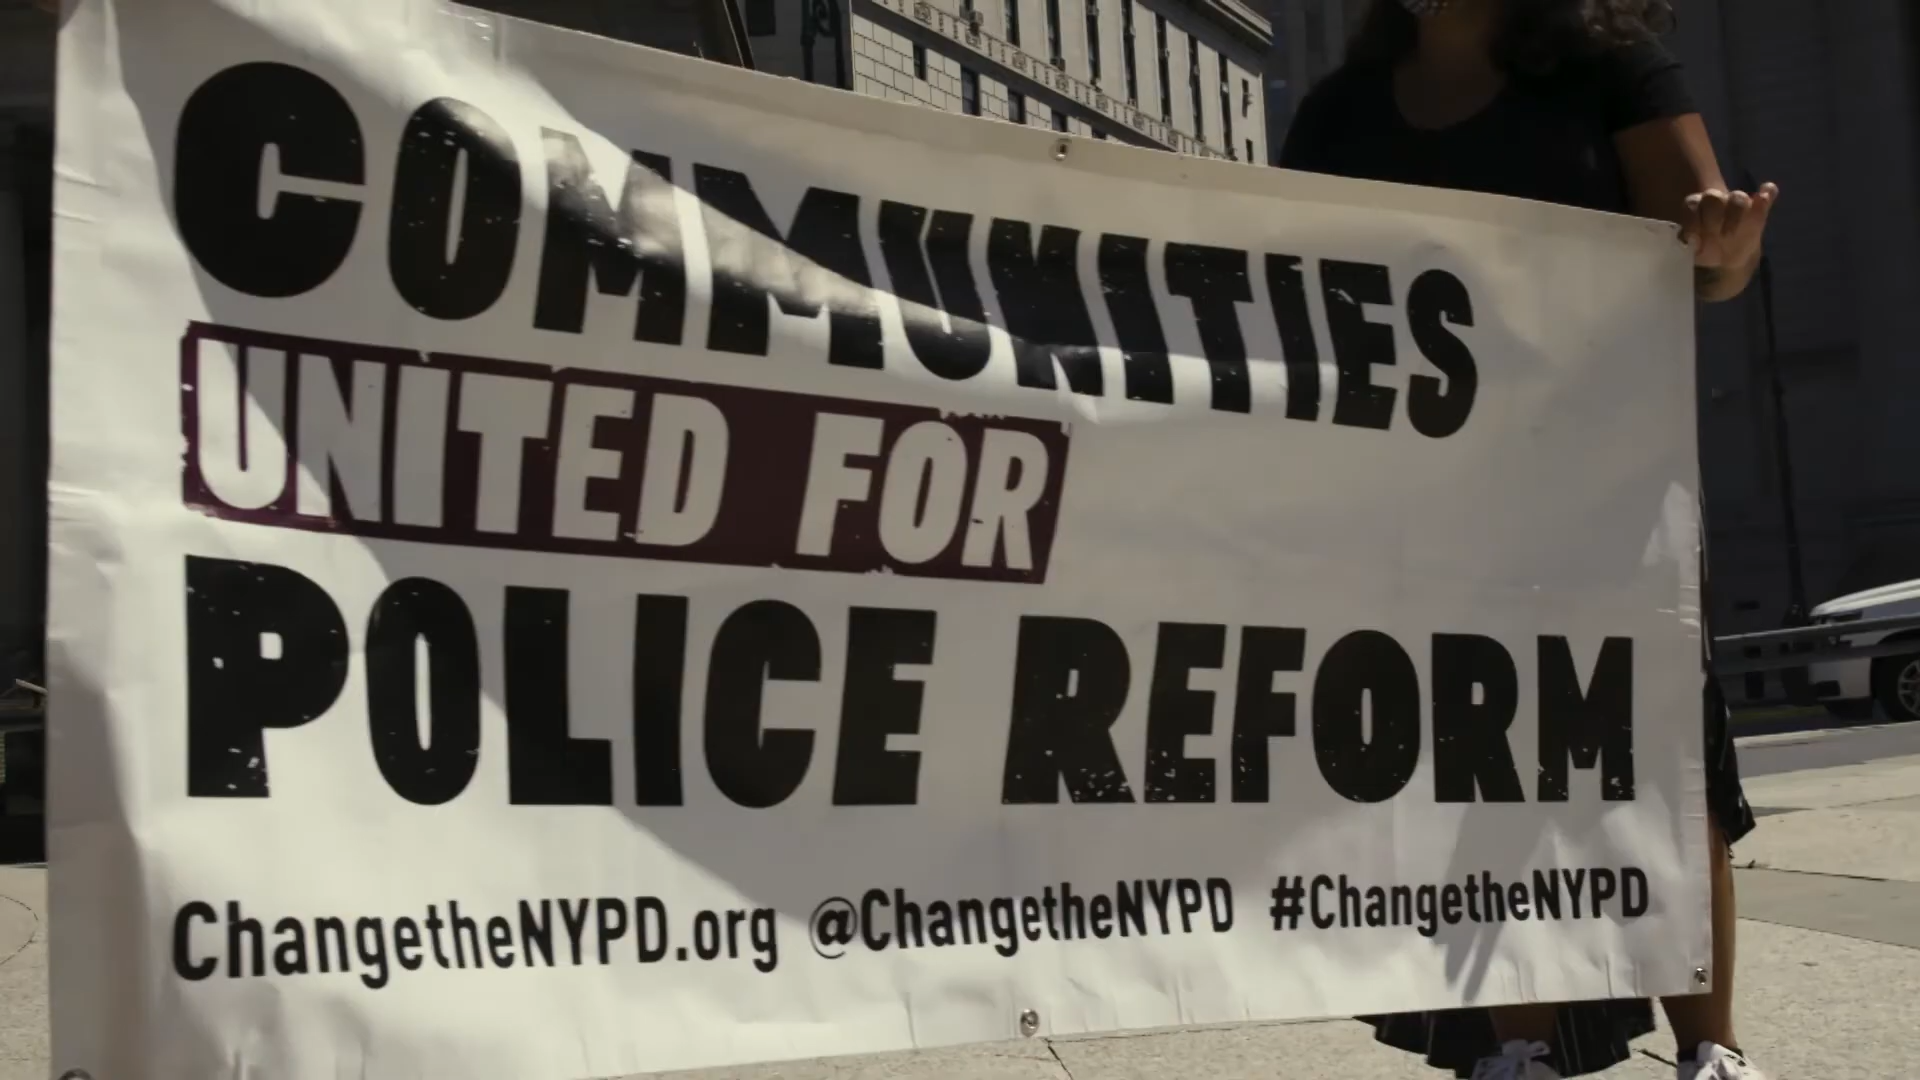 COMMUNITIES
UNITED FOR
POLICE REFORM
ChangetheNYPD.org @ChangetheNYPD #ChangetheNYPD